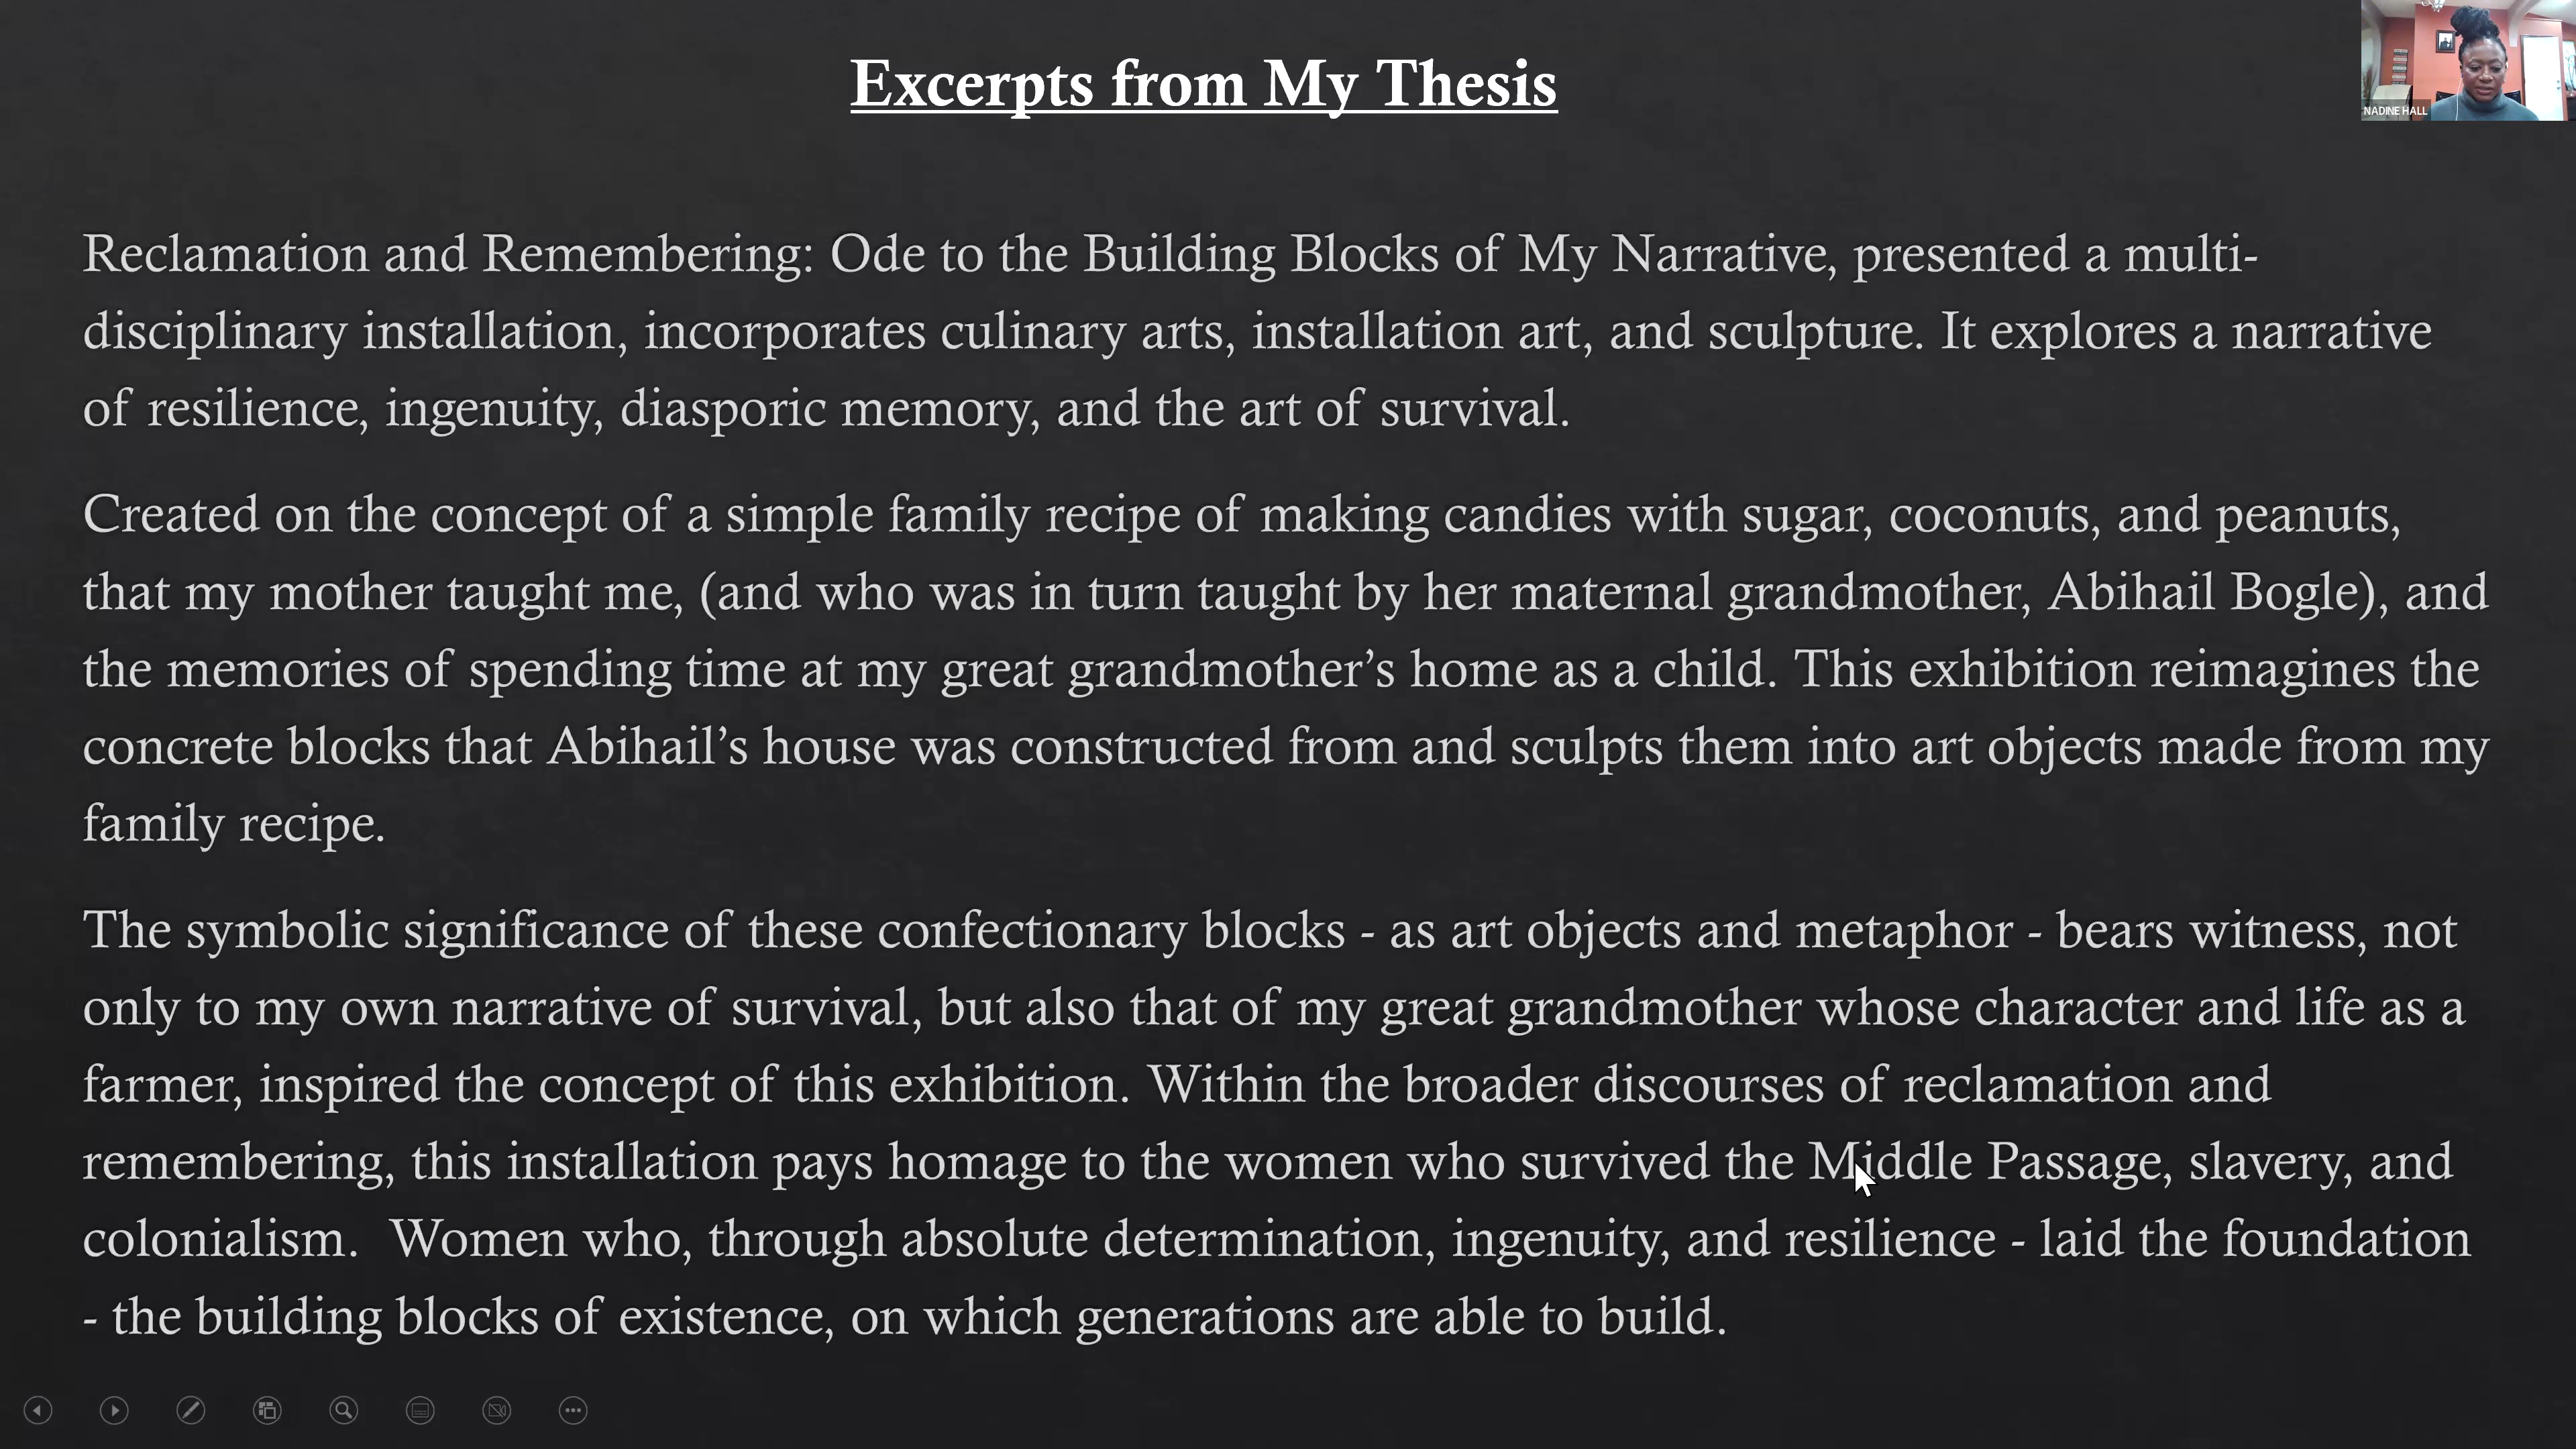 Excerpts from My Thesis
NADINE HALL
Reclamation and Remembering: Ode to the Building Blocks of My Narrative, presented a multi-
disciplinary installation, incorporates culinary arts, installation art, and sculpture. It explores a narrative
of resilience, ingenuity, diasporic memory, and the art of survival.
Created on the concept of a simple family recipe of making candies with sugar, coconuts, and peanuts,
that my mother taught me, (and who was in turn taught by her maternal grandmother, Abihail Bogle), and
the memories of spending time at my great grandmother’s home as a child. This exhibition reimagines the
concrete blocks that Abihail’s house was constructed from and sculpts them into art objects made from my
family recipe.
The symbolic significance of these confectionary blocks - as art objects and metaphor - bears witness, not
only to my own narrative of survival, but also that of my great grandmother whose character and life as a
farmer, inspired the concept of this exhibition. Within the broader discourses of reclamation and
remembering, this installation pays homage to the women who survived the Middle Passage, slavery, and
colonialism.  Women who, through absolute determination, ingenuity, and resilience - laid the foundation
- the building blocks of existence, on which generations are able to build.